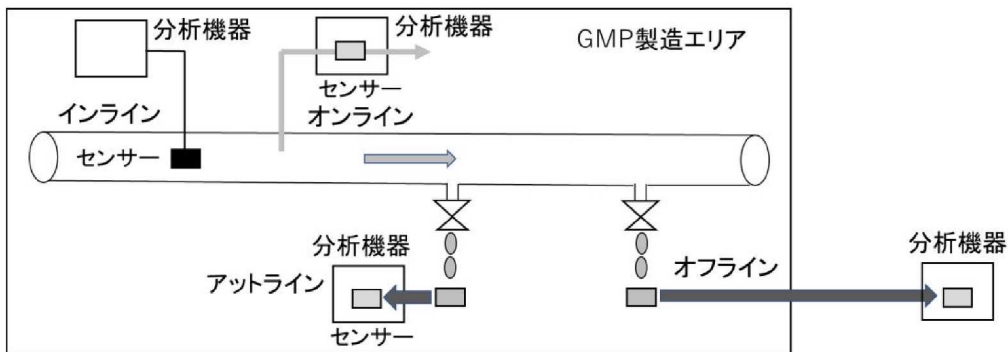 分析機器
分析機器
GMP製造エリア
センサー
インライン
オンライン
センサー
分析機器
アットライン
センサー
オフライン
分析機器